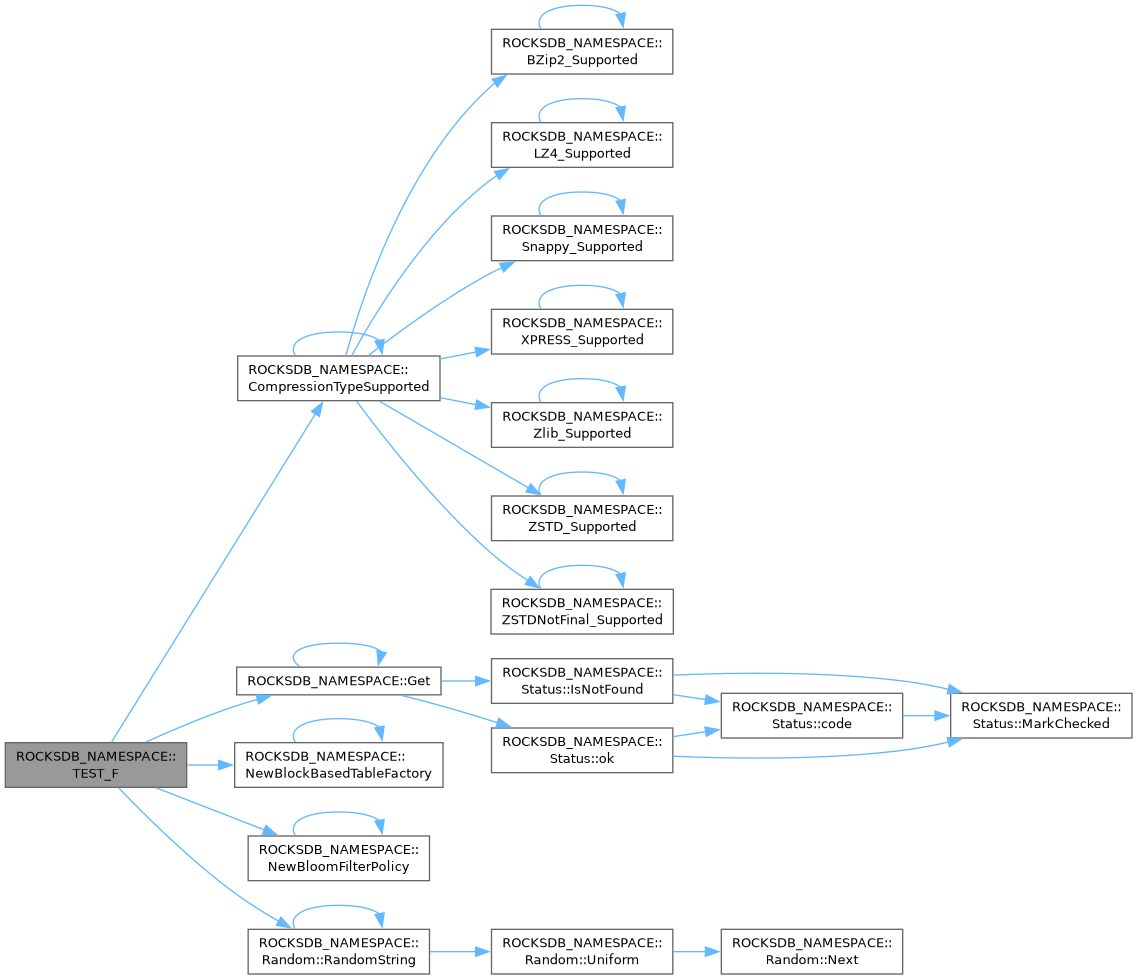 ROCKSDB_NAMESPACE::
BZip2_Supported
ROCKSDB_NAMESPACE::
LZ4_Supported
ROCKSDB_NAMESPACE::
Snappy_Supported
ROCKSDB_NAMESPACE::
XPRESS_Supported
ROCKSDB_NAMESPACE::
CompressionTypeSupported
ROCKSDB_NAMESPACE::
Zlib_Supported
ROCKSDB_NAMESPACE::
ZSTD_Supported
ROCKSDB_NAMESPACE::
ZSTDNotFinal_Supported
ROCKSDB_NAMESPACE::Get
ROCKSDB_NAMESPACE::
Status::IsNotFound
ROCKSDB_NAMESPACE::
Status::code
ROCKSDB_NAMESPACE::
Status::MarkChecked
ROCKSDB_NAMESPACE::
TEST_F
ROCKSDB_NAMESPACE::
NewBlockBasedTableFactory
ROCKSDB_NAMESPACE::
Status::ok
ROCKSDB_NAMESPACE::
NewBloomFilterPolicy
ROCKSDB_NAMESPACE::
Random::RandomString
ROCKSDB_NAMESPACE::
Random::Uniform
ROCKSDB_NAMESPACE::
Random::Next